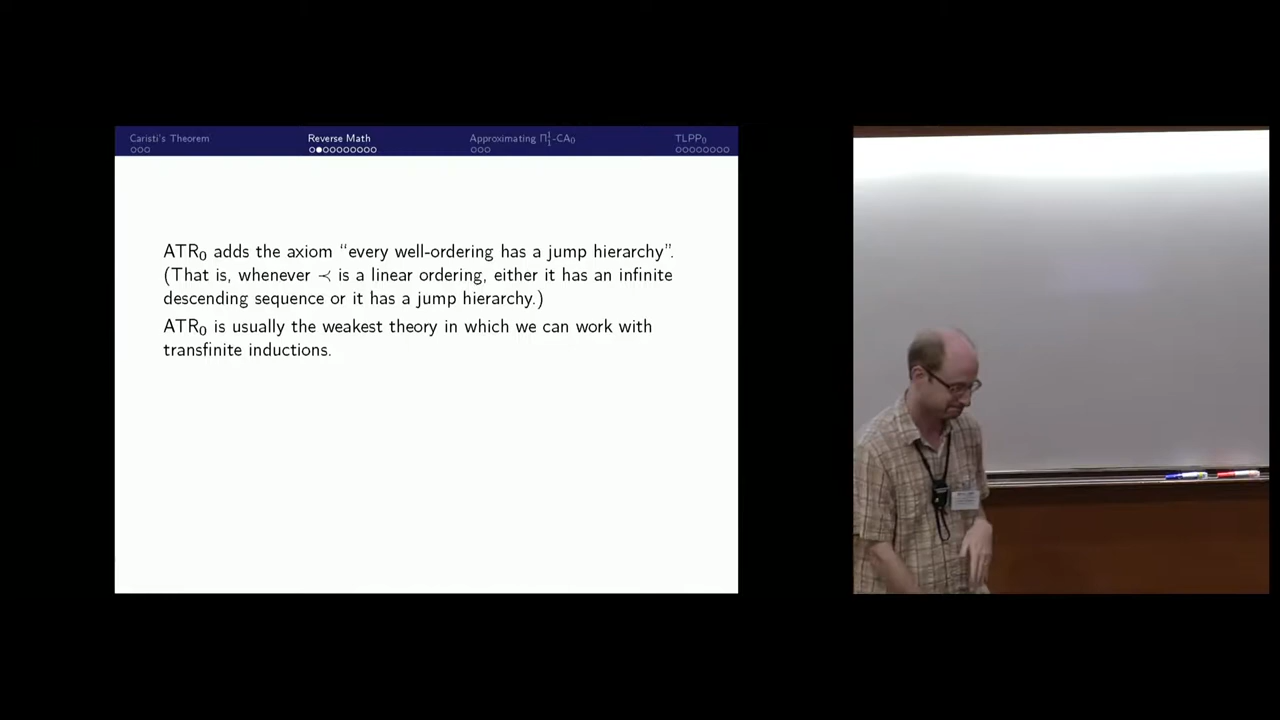 Caristi's Theorem
Reverse Math
Approximating Π¹₁-CA₀
TLPP₀
ATR₀ adds the axiom “every well-ordering has a jump hierarchy”.
(That is, whenever ≺ is a linear ordering, either it has an infinite
descending sequence or it has a jump hierarchy.)
ATR₀ is usually the weakest theory in which we can work with
transfinite inductions.